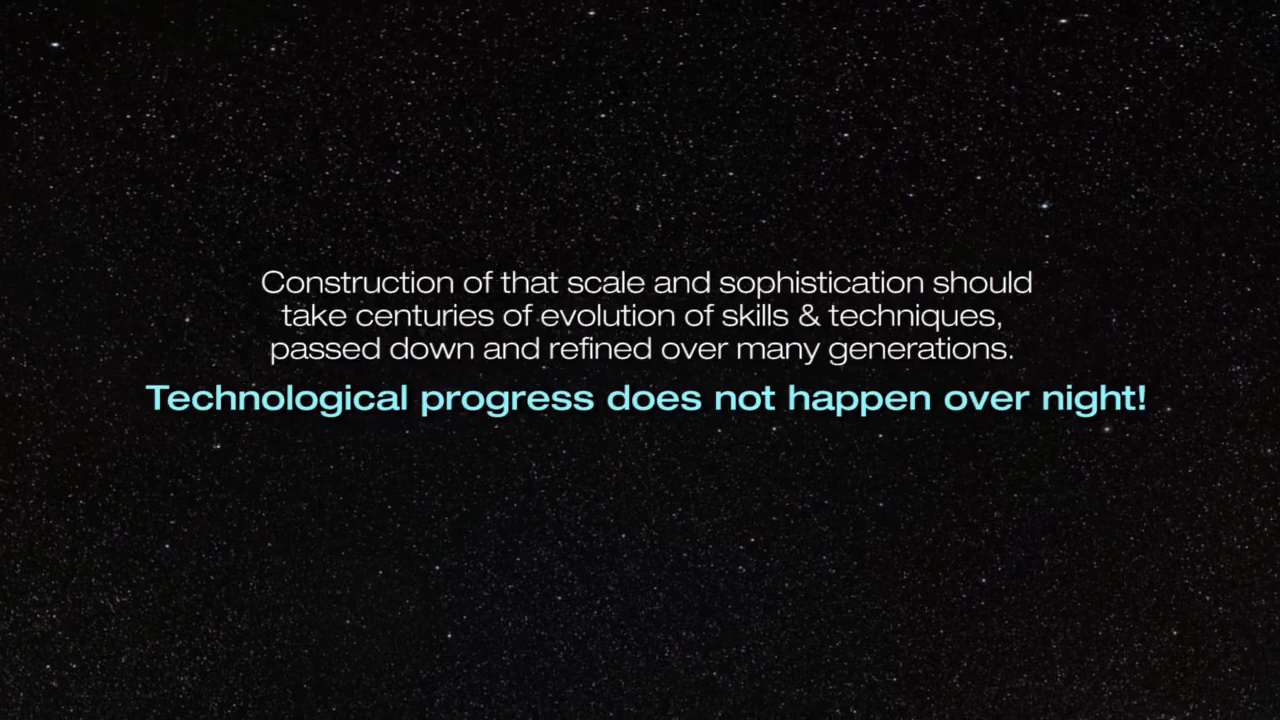 Construction of that scale and sophistication should
take centuries of evolution of skills & techniques,
passed down and refined over many generations.
Technological progress does not happen over night!